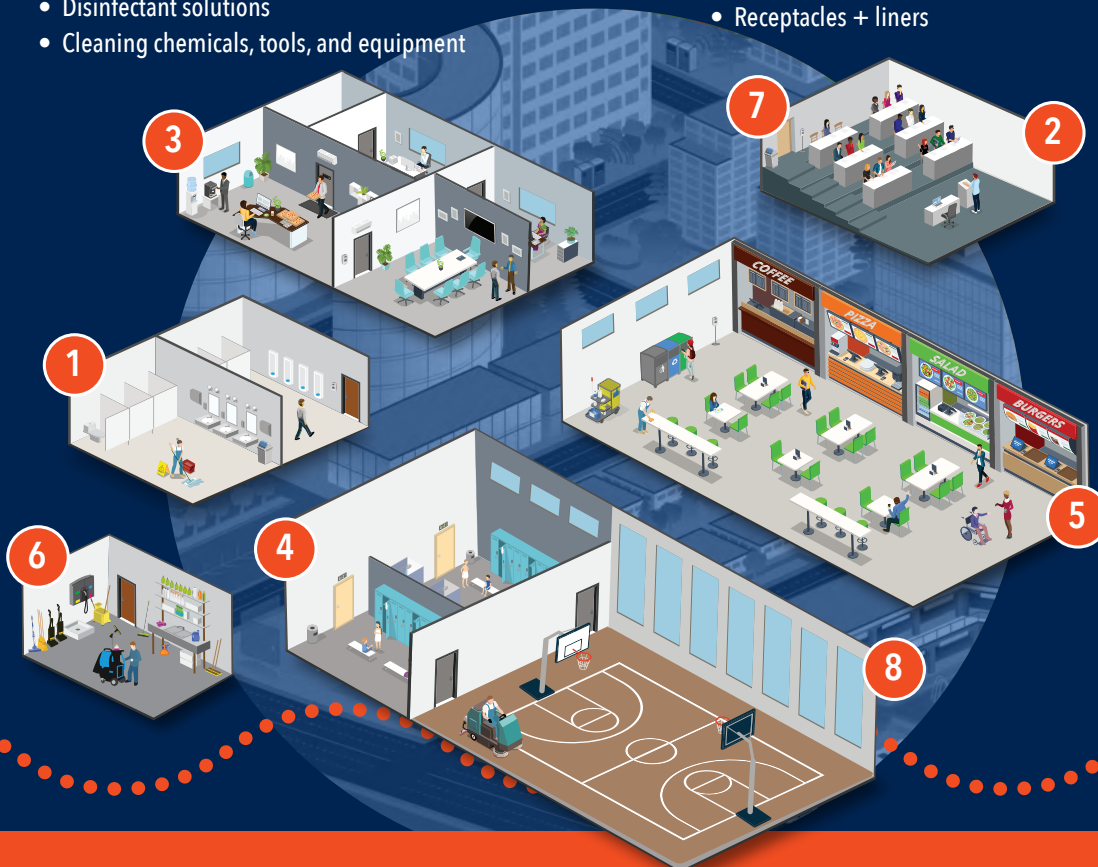 • Disinfectant solutions
• Cleaning chemicals, tools, and equipment
• Receptacles + liners
3
7
2
COFFEE
PIZZA
SALAD
BURGERS
1
5
6
4
8